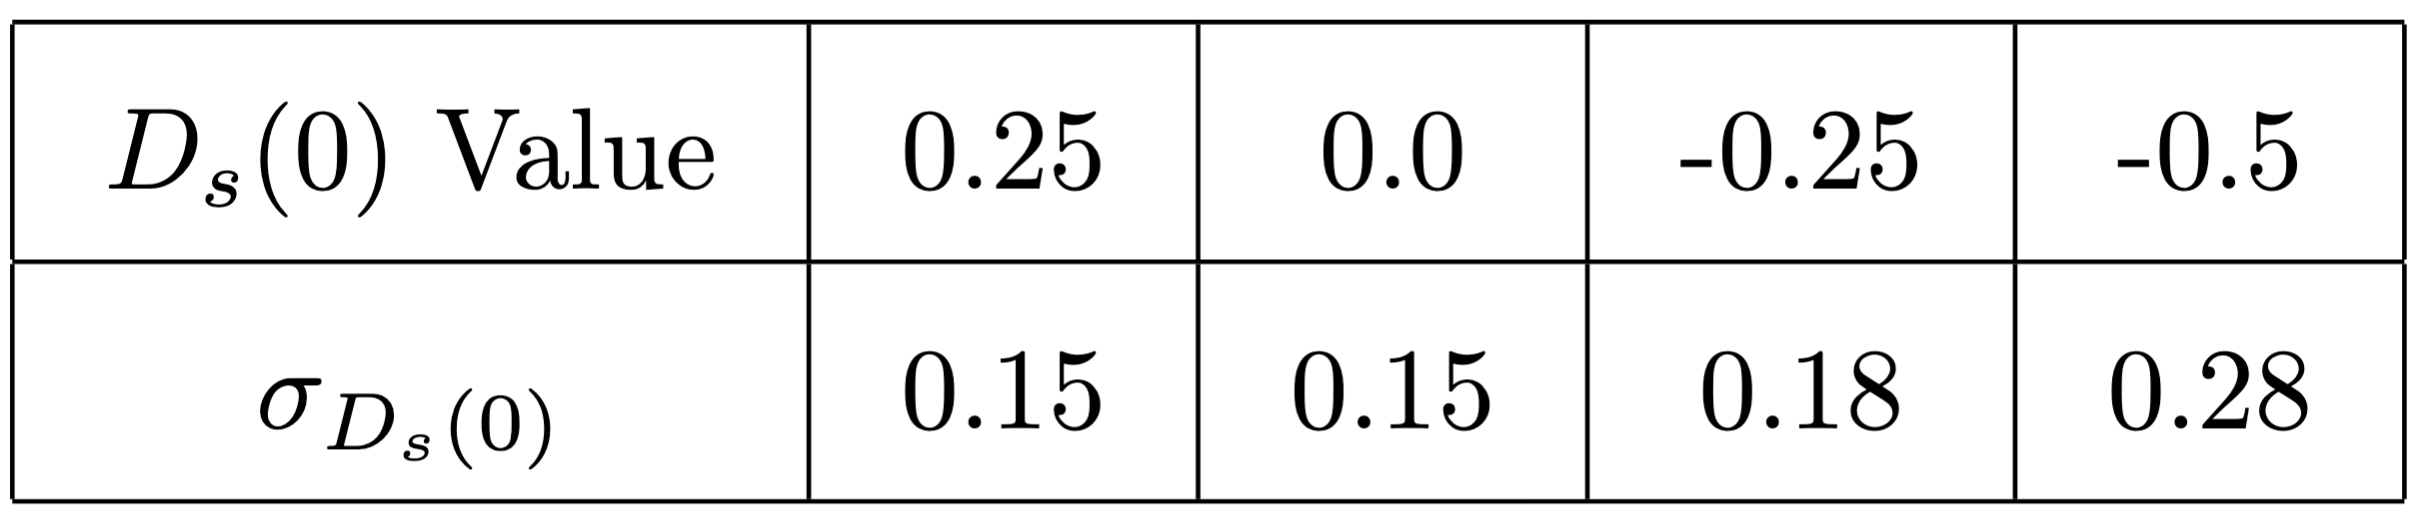 D_s(0) Value 0.25 0.0 -0.25 -0.5
σ_{D_s(0)} 0.15 0.15 0.18 0.28